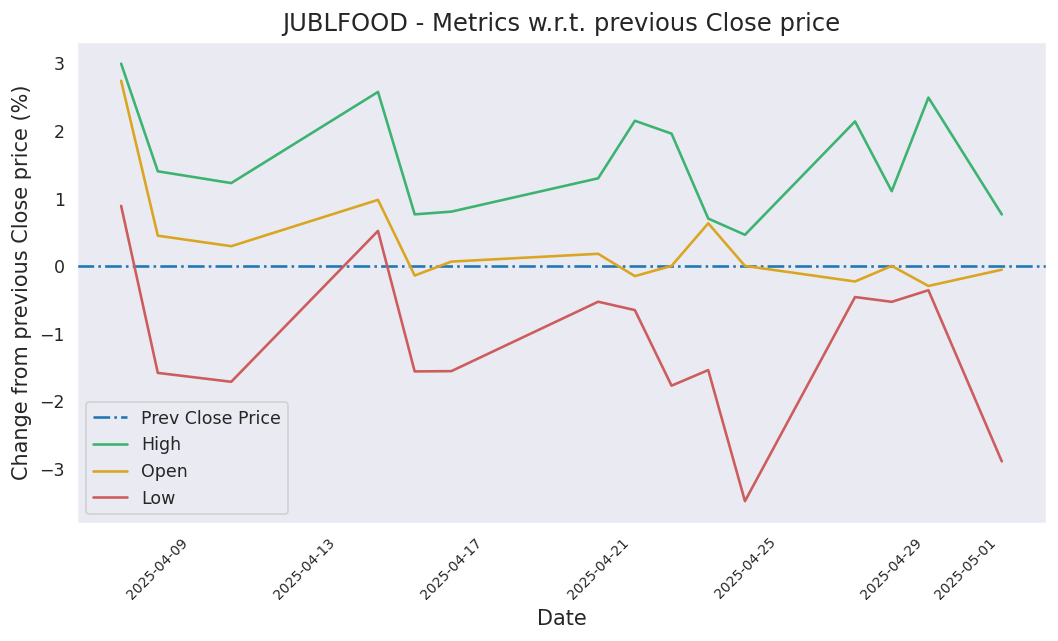 JUBLFOOD - Metrics w.r.t. previous Close price
Change from previous Close price (%)
3
2
1
0
−1
−2
−3
Prev Close Price
High
Open
Low
2025-04-09
2025-04-13
2025-04-17
2025-04-21
2025-04-25
2025-04-29
2025-05-01
Date